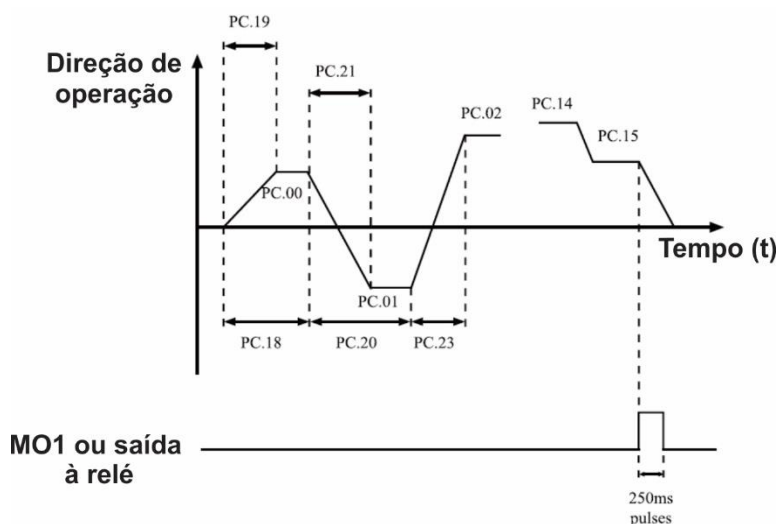 PC.19
Direção de
operação
PC.21
PC.02
PC.14
PC.15
PC.00
Tempo (t)
PC.01
PC.18
PC.20
PC.23
MO1 ou saída
à relé
250ms
pulses